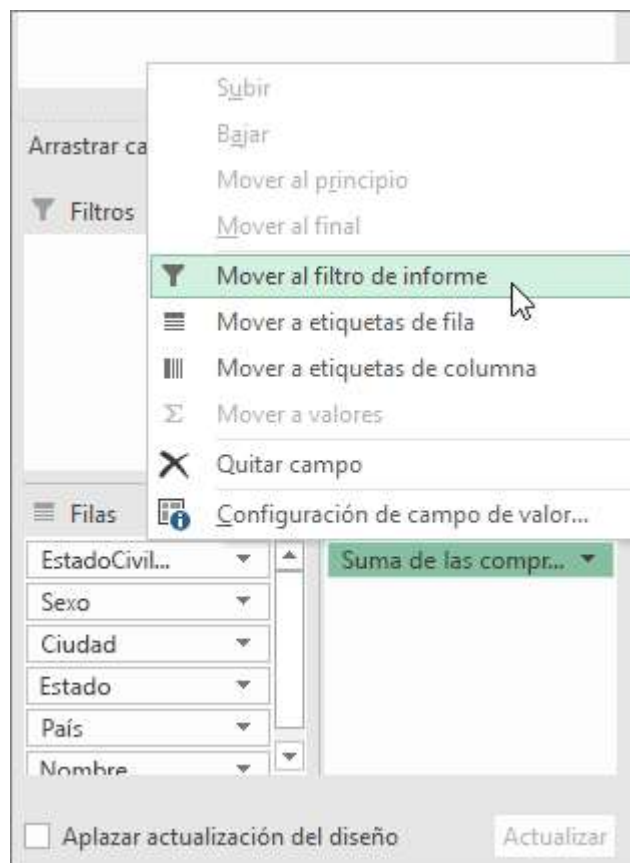 Subir
Bajar
Arrastrar ca
Mover al principio
Filtros
Mover al final
Mover al filtro de informe
Mover a etiquetas de fila
Mover a etiquetas de columna
Mover a valores
Quitar campo
Filas
Configuración de campo de valor...
EstadoCivil...
Suma de las compr...
Sexo
Ciudad
Estado
País
Nombre
Aplazar actualización del diseño
Actualizar